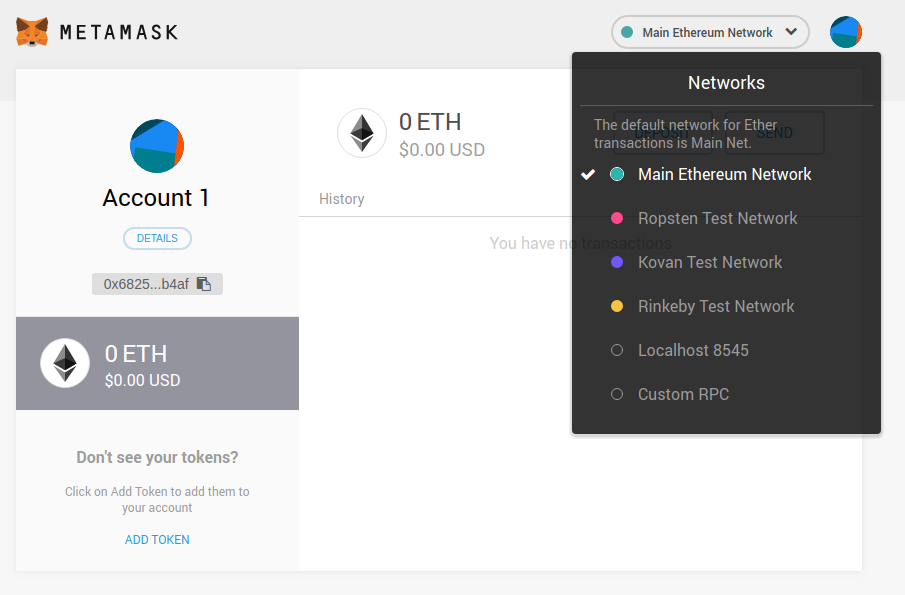 METAMASK
Main Ethereum Network
Account 1
DETAILS
0x6825...b4af
0 ETH
$0.00 USD
Don't see your tokens?
Click on Add Token to add them to
your account
ADD TOKEN
0 ETH
$0.00 USD
DEPOSIT
SEND
History
You have no transactions
Networks
The default network for Ether
transactions is Main Net.
Main Ethereum Network
Ropsten Test Network
Kovan Test Network
Rinkeby Test Network
Localhost 8545
Custom RPC